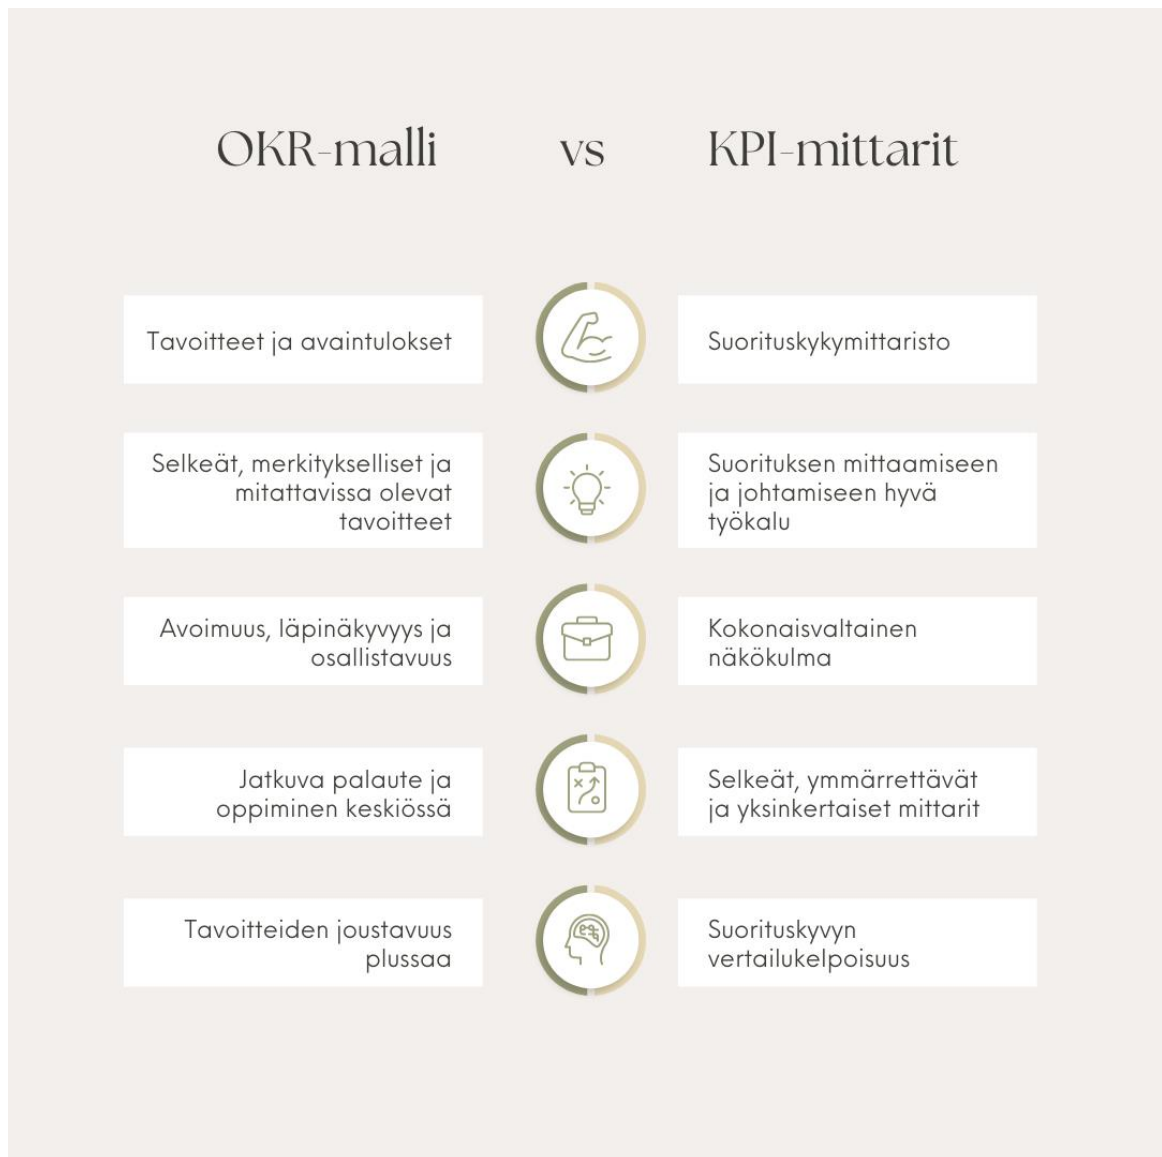 OKR-malli vs KPI-mittarit
Tavoitteet ja avaintulokset
Suorituskykymittaristo
Selkeät, merkitykselliset ja
mitattavissa olevat
tavoitteet
Suorituksen mittaamiseen
ja johtamiseen hyvä
työkalu
Avoimuus, läpinäkyvyys ja
osallistavuus
Kokonaisvaltainen
näkökulma
Jatkuva palaute ja
oppiminen keskiössä
Selkeät, ymmärrettävät
ja yksinkertaiset mittarit
Tavoitteiden joustavuus
plussaa
Suorituskyvyn
vertailukelpoisuus